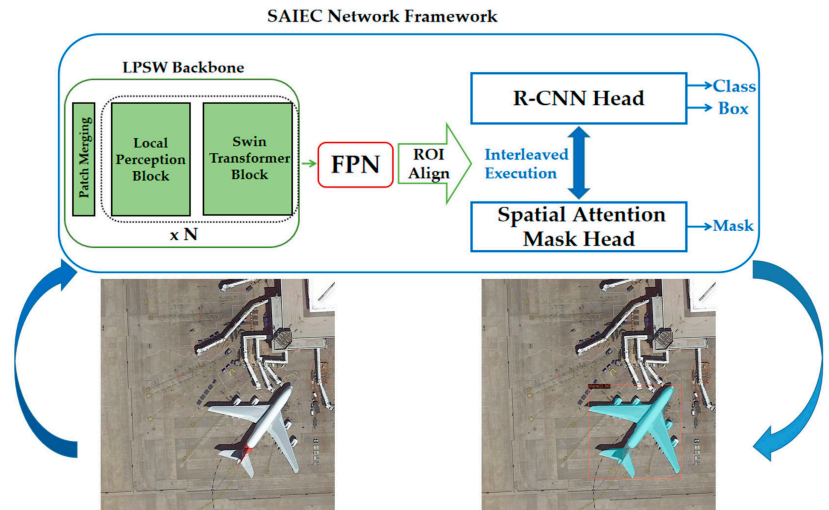 SAIEC Network Framework
LPSW Backbone
Patch Merging
Local
Perception
Block
Swin
Transformer
Block
x N
FPN
ROI
Align
R-CNN Head
Class
Box
Interleaved
Execution
Spatial Attention
Mask Head
Mask